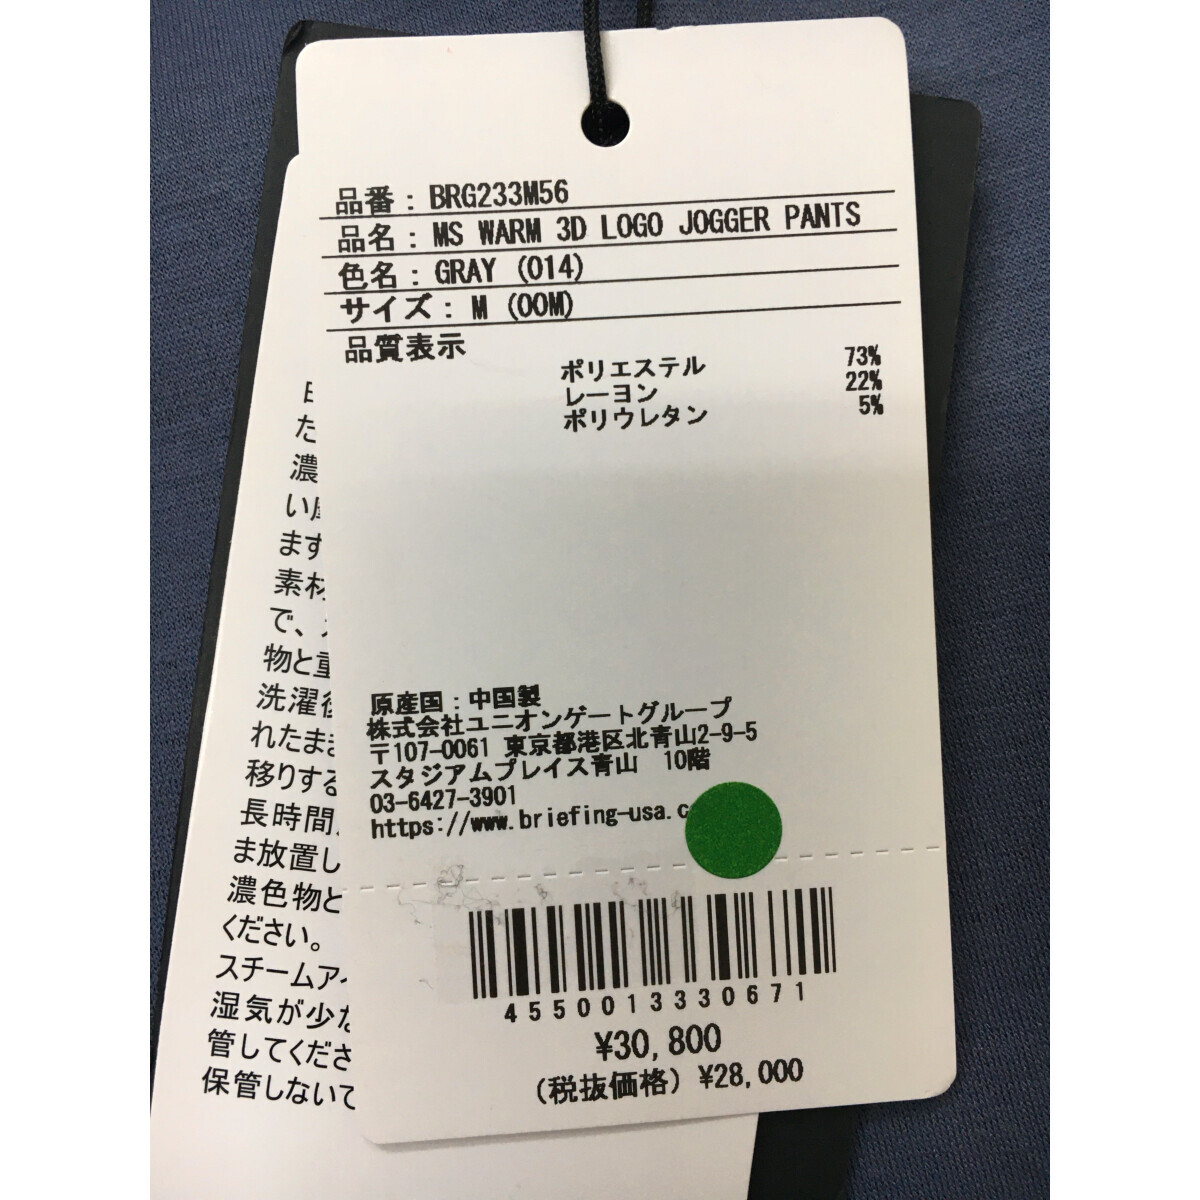 品番：BRG233M56
品名：MS WARM 3D LOGO JOGGER PANTS
色名：GRAY (014)
サイズ：M (00M)
品質表示
ポリエステル 73%
レーヨン 22%
ポリウレタン 5%
原産国：中国製
株式会社ユニオンゲートグループ
〒107-0061 東京都港区北青山2-9-5
スタジアムプレイス青山 10階
03-6427-3901
https://www.briefing-usa.c
4550013330671
¥30,800
(税抜価格) ¥28,000
た
濃
い
ます
素材
で、
物と重
洗濯後
れたまま
移りする
長時間
ま放置し
濃色物と
ください。
スチームアイ
湿気が少な
管してくださ
保管しないで